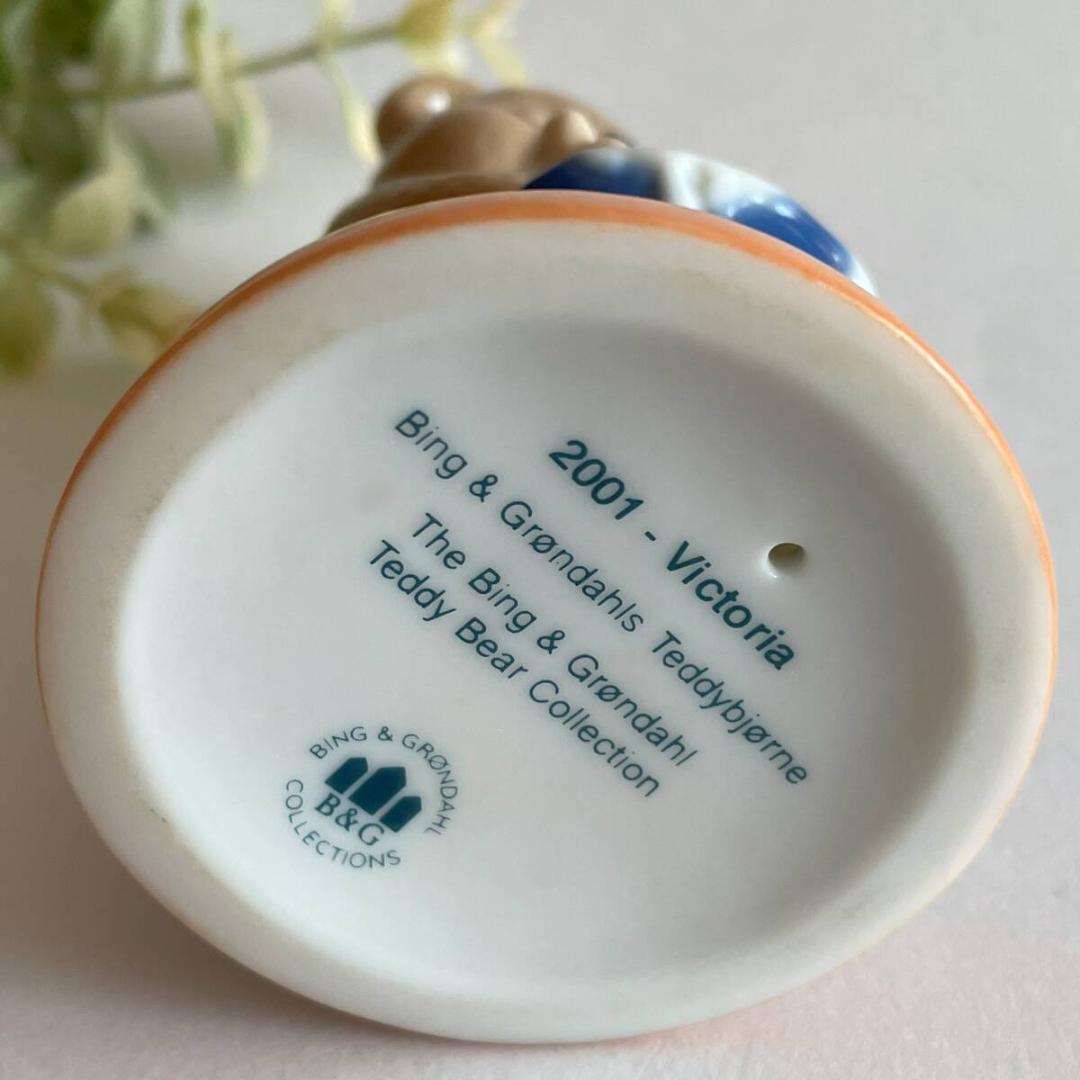 2001 - Victoria
Bing & Grøndahls Teddybjørne
The Bing & Grøndahl
Teddy Bear Collection
BING & GRØNDAHL
B&G
COLLECTIONS